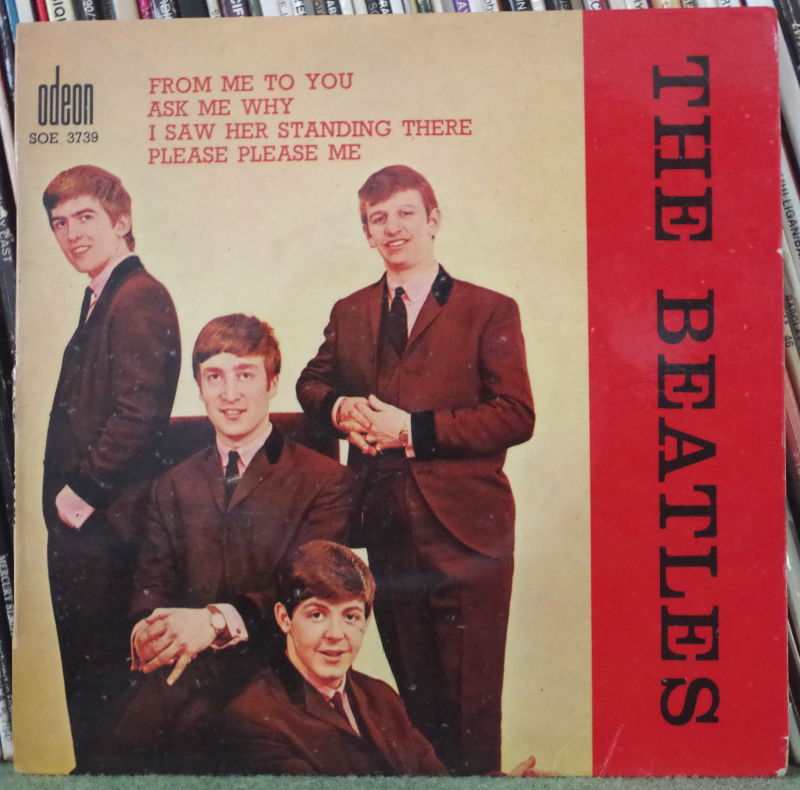 odeon
SOE 3739
FROM ME TO YOU
ASK ME WHY
I SAW HER STANDING THERE
PLEASE PLEASE ME
THE BEATLES